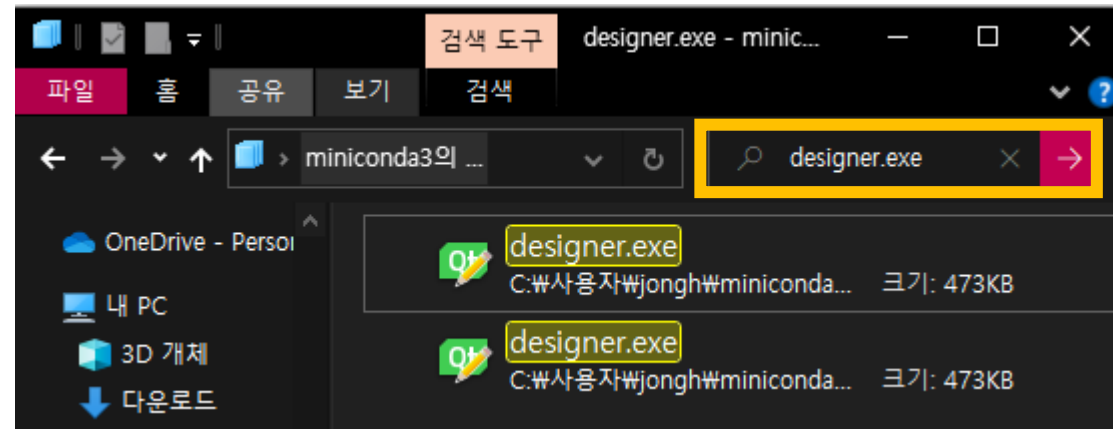 검색 도구 designer.exe - minic...
파일 홈 공유 보기 검색
miniconda3의 ... designer.exe
OneDrive - Person
내 PC
3D 개체
다운로드
designer.exe
C:₩사용자₩jongh₩miniconda... 크기: 473KB
designer.exe
C:₩사용자₩jongh₩miniconda... 크기: 473KB